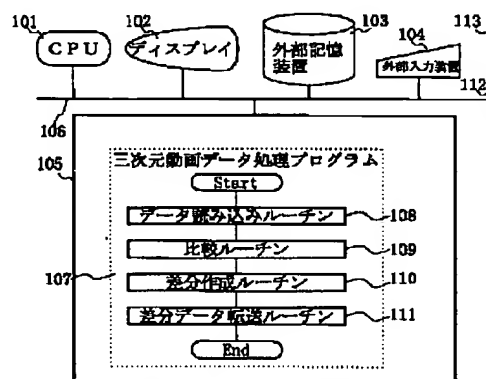 101
CPU
102
ディスプレイ
外部記憶
装置
103
104
外部入力装置
113
112
106
105
三次元動画データ処理プログラム
Start
データ読み込みルーチン
108
比較ルーチン
109
107
差分作成ルーチン
110
差分データ転送ルーチン
111
End